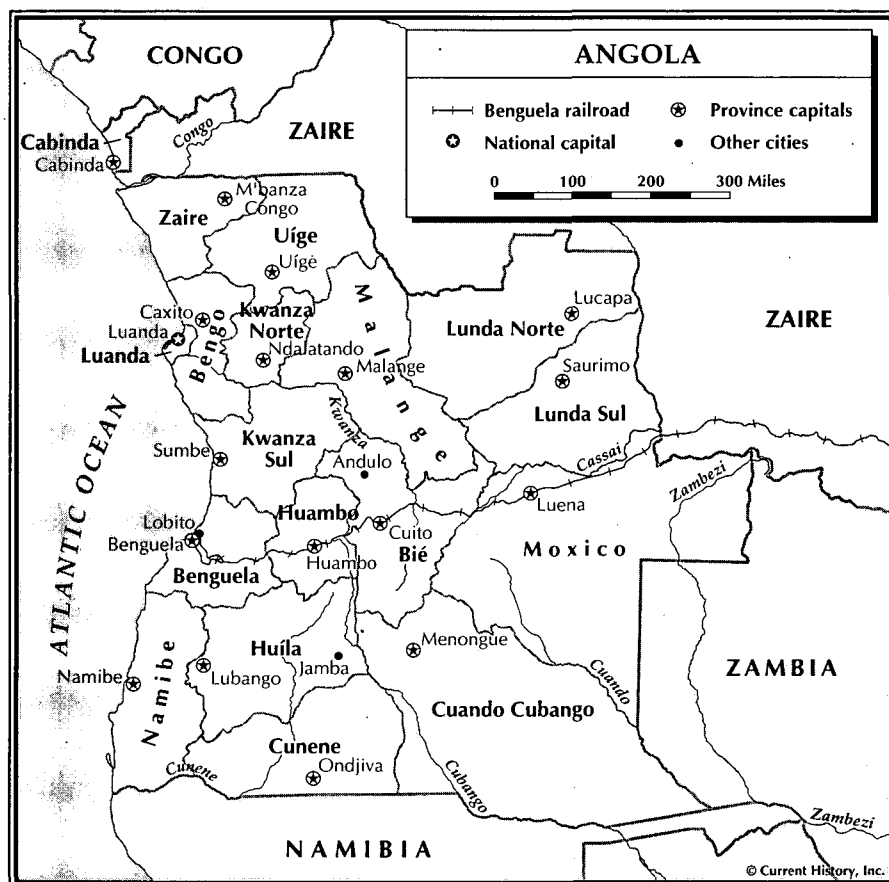 ANGOLA
Benguela railroad
Province capitals
National capital
Other cities
0 100 200 300 Miles
CONGO
ZAIRE
Congo
Cabinda
Cabinda
M'banza
Congo
Zaire
Uíge
Uígè
Malange
Lucapa
Lunda Norte
ZAIRE
Caxito
Kwanza
Norte
Luanda
Luanda
Bengo
Ndalatando
Malange
Saurimo
Lunda Sul
Kwanza
Kwanza
Sul
Sumbe
Andulo
Cassai
Zambezi
ATLANTIC OCEAN
Lobito
Benguela
Huambo
Cuito
Luena
Moxico
Huambo
Bié
Benguela
Namibe
Huíla
Menongue
Namibe
Lubango
Jamba
Cuando
ZAMBIA
Cuando Cubango
Cunene
Cunene
Ondjiva
Cubango
Zambezi
NAMIBIA
© Current History, Inc.